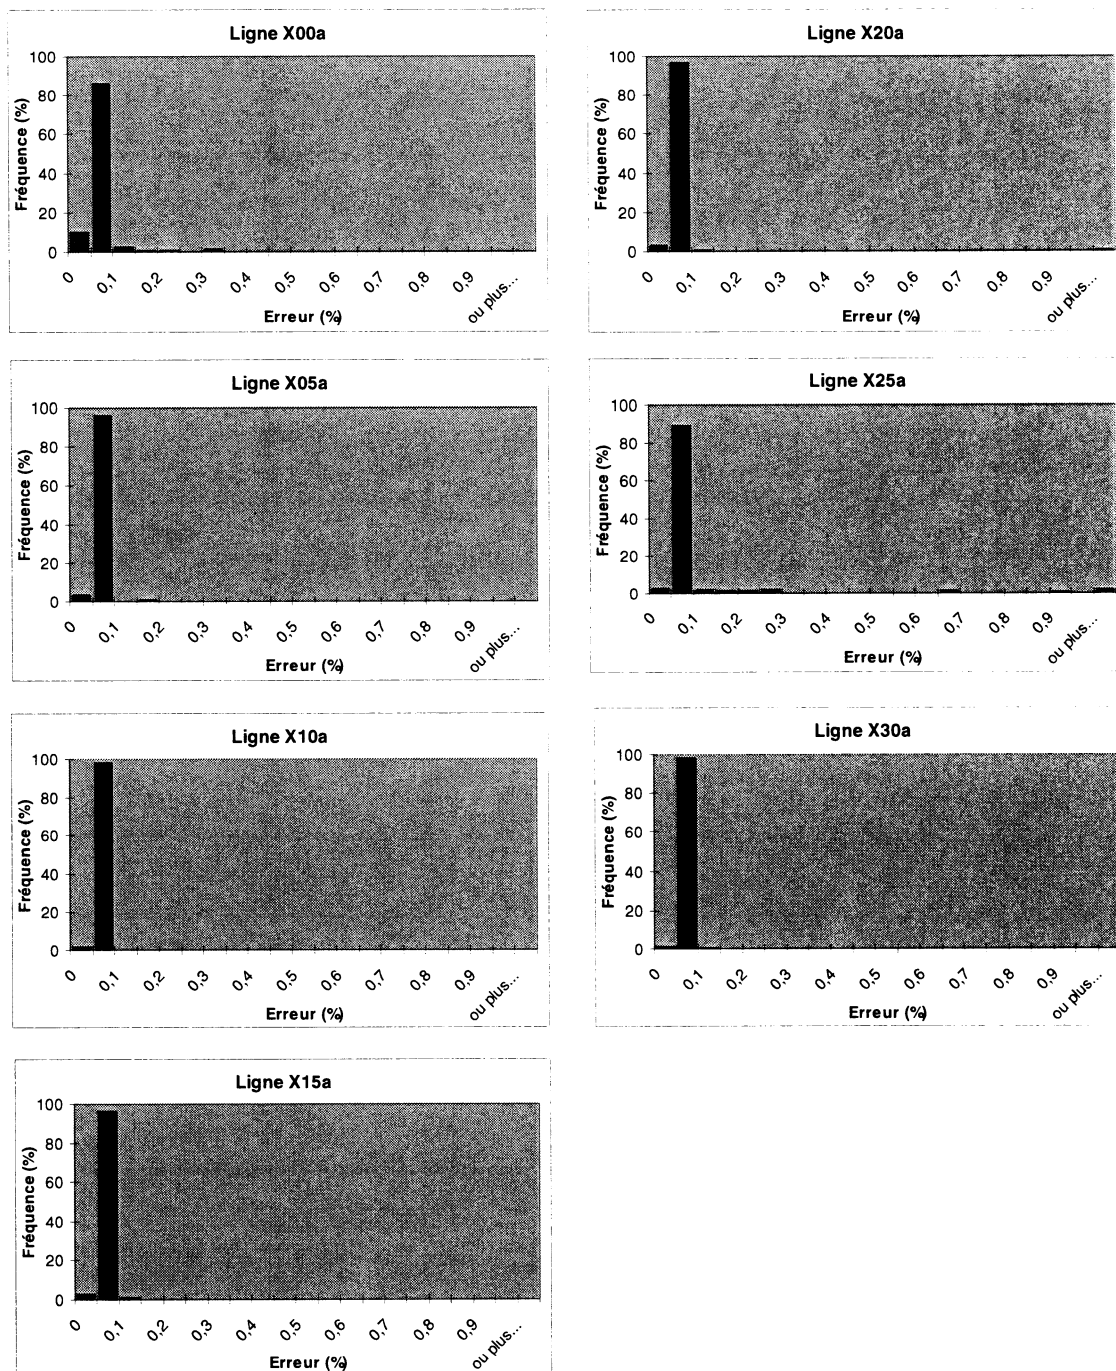 Ligne X00a
Fréquence (%)
100
80
60
40
20
0
0 0,1 0,2 0,3 0,4 0,5 0,6 0,7 0,8 0,9 ou plus...
Erreur (%)
Ligne X20a
Fréquence (%)
100
80
60
40
20
0
0 0,1 0,2 0,3 0,4 0,5 0,6 0,7 0,8 0,9 ou plus...
Erreur (%)
Ligne X05a
Fréquence (%)
100
80
60
40
20
0
0 0,1 0,2 0,3 0,4 0,5 0,6 0,7 0,8 0,9 ou plus...
Erreur (%)
Ligne X25a
Fréquence (%)
100
80
60
40
20
0
0 0,1 0,2 0,3 0,4 0,5 0,6 0,7 0,8 0,9 ou plus...
Erreur (%)
Ligne X10a
Fréquence (%)
100
80
60
40
20
0
0 0,1 0,2 0,3 0,4 0,5 0,6 0,7 0,8 0,9 ou plus...
Erreur (%)
Ligne X30a
Fréquence (%)
100
80
60
40
20
0
0 0,1 0,2 0,3 0,4 0,5 0,6 0,7 0,8 0,9 ou plus...
Erreur (%)
Ligne X15a
Fréquence (%)
100
80
60
40
20
0
0 0,1 0,2 0,3 0,4 0,5 0,6 0,7 0,8 0,9 ou plus...
Erreur (%)